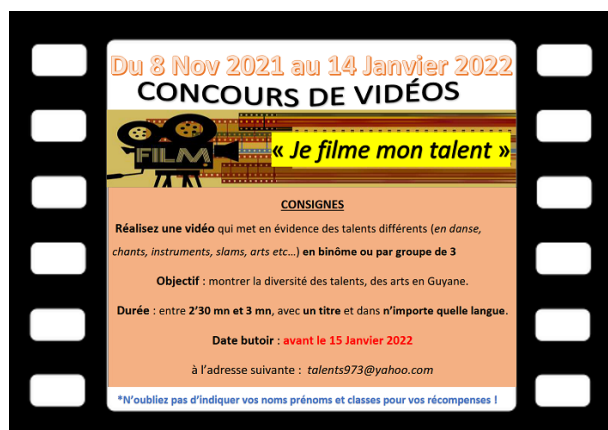 Du 8 Nov 2021 au 14 Janvier 2022
CONCOURS DE VIDÉOS
FILM
« Je filme mon talent »
CONSIGNES
Réalisez une vidéo qui met en évidence des talents différents (en danse,
chants, instruments, slams, arts etc…) en binôme ou par groupe de 3
Objectif : montrer la diversité des talents, des arts en Guyane.
Durée : entre 2'30 mn et 3 mn, avec un titre et dans n'importe quelle langue.
Date butoir : avant le 15 Janvier 2022
à l'adresse suivante : talents973@yahoo.com
*N'oubliez pas d'indiquer vos noms prénoms et classes pour vos récompenses !